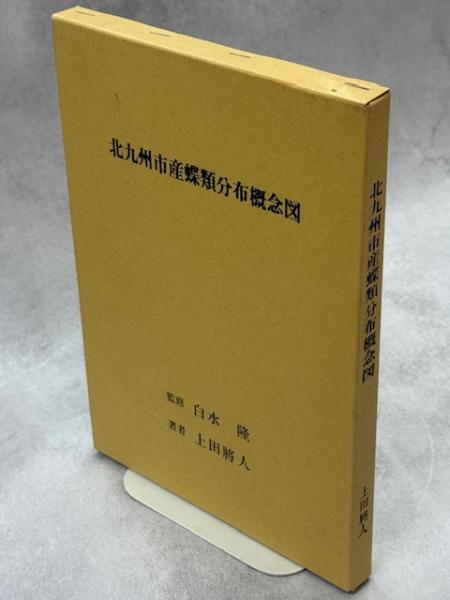 北九州市産蝶類分布概念図
監修 白水 隆
著者 上田將人
北九州市産蝶類分布概念図
上田將人